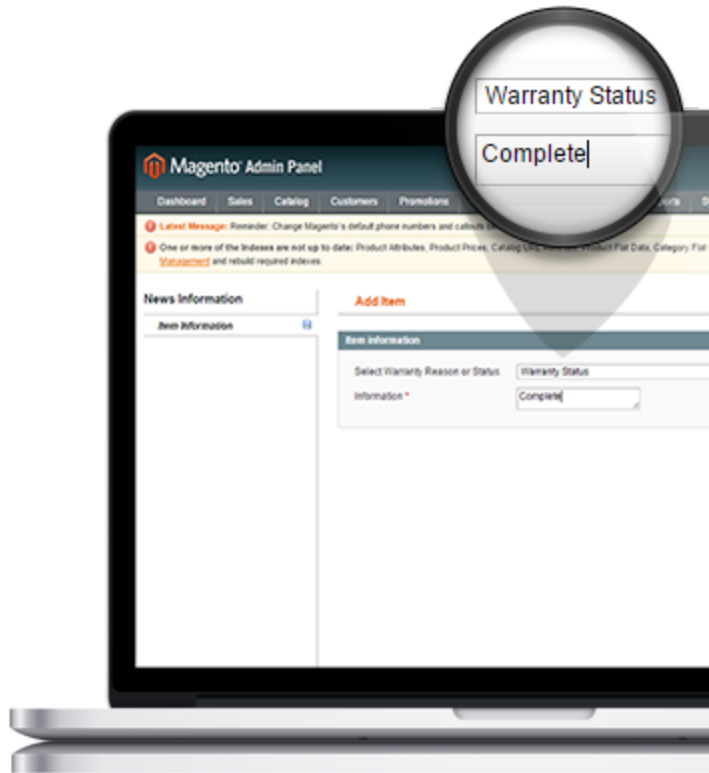 Warranty Status
Complete
Magento Admin Panel
Dashboard Sales Catalog Customers Promotions
Latest Message: Reminder: Change Magento's default phone numbers and callouts
One or more of the Indexes are not up to date: Product Attributes, Product Prices, Product Flat Data, Category Flat
Management and rebuild required indexes.
News Information
Add Item
Item Information
Item information
Select Warranty Reason or Status Warranty Status
Information * Complete